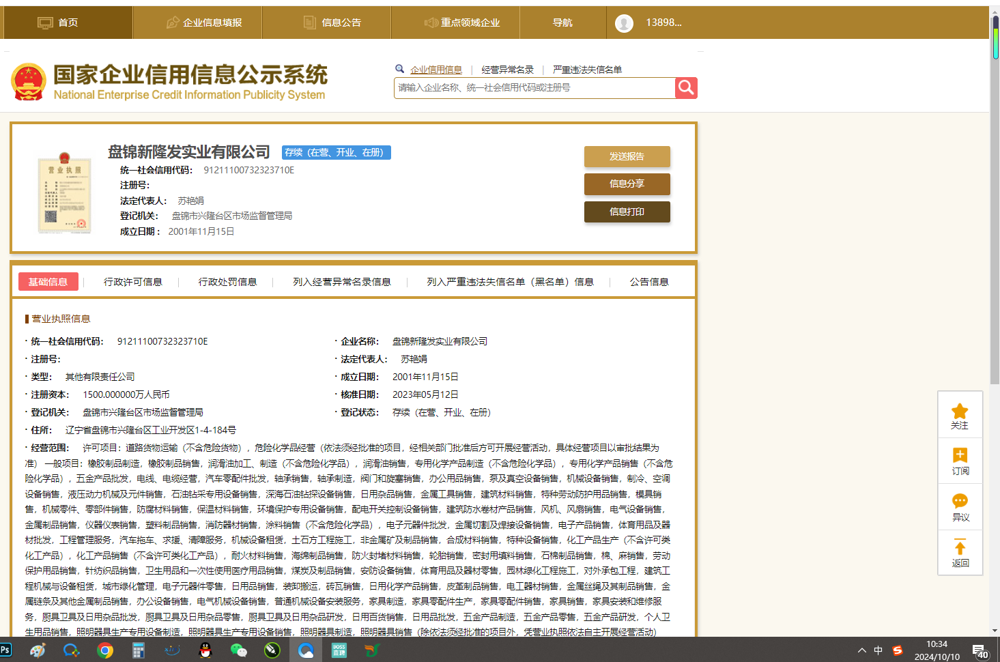 首页 企业信息填报 信息公告 重点领域企业 导航 13898...
国家企业信用信息公示系统
National Enterprise Credit Information Publicity System
企业信用信息 | 经营异常名录 | 严重违法失信名单
请输入企业名称、统一社会信用代码或注册号
营业执照
盘锦新隆发实业有限公司 存续（在营、开业、在册）
统一社会信用代码： 91211100732323710E
注册号：
法定代表人： 苏艳娟
登记机关： 盘锦市兴隆台区市场监督管理局
成立日期： 2001年11月15日
发送报告
信息分享
信息打印
基础信息 | 行政许可信息 | 行政处罚信息 | 列入经营异常名录信息 | 列入严重违法失信名单（黑名单）信息 | 公告信息
营业执照信息
· 统一社会信用代码： 91211100732323710E
· 企业名称： 盘锦新隆发实业有限公司
· 注册号：
· 法定代表人： 苏艳娟
· 类型： 其他有限责任公司
· 成立日期： 2001年11月15日
· 注册资本： 1500.000000万人民币
· 核准日期： 2023年05月12日
· 登记机关： 盘锦市兴隆台区市场监督管理局
· 登记状态： 存续（在营、开业、在册）
· 住所： 辽宁省盘锦市兴隆台区工业开发区1-4-184号
· 经营范围： 许可项目：道路货物运输（不含危险货物），危险化学品经营（依法须经批准的项目，经相关部门批准后方可开展经营活动，具体经营项目以审批结果为
准） 一般项目：橡胶制品制造，橡胶制品销售，润滑油加工、制造（不含危险化学品），润滑油销售，专用化学产品制造（不含危险化学品），专用化学产品销售（不含危
险化学品），五金产品批发，电线、电缆经营，汽车零配件批发，轴承销售，轴承制造，阀门和旋塞销售，办公用品销售，泵及真空设备销售，机械设备销售，制冷、空调
设备销售，液压动力机械及元件销售，石油钻采专用设备销售，深海石油钻探设备销售，日用杂品销售，金属工具销售，建筑材料销售，特种劳动防护用品销售，模具销
售，机械零件、零部件销售，防腐材料销售，保温材料销售，环境保护专用设备销售，配电开关控制设备销售，建筑防水卷材产品销售，风机、风扇销售，电气设备销售，
金属制品销售，仪器仪表销售，塑料制品销售，消防器材销售，涂料销售（不含危险化学品），电子元器件批发，金属切割及焊接设备销售，电子产品销售，体育用品及器
材批发，工程管理服务，汽车拖车、求援、清障服务，机械设备租赁，土石方工程施工，非金属矿及制品销售，合成材料销售，特种设备销售，化工产品生产（不含许可类
化工产品），化工产品销售（不含许可类化工产品），耐火材料销售，海绵制品销售，防火封堵材料销售，轮胎销售，密封用填料销售，石棉制品销售，棉、麻销售，劳动
保护用品销售，针纺织品销售，卫生用品和一次性使用医疗用品销售，煤炭及制品销售，安防设备销售，体育用品及器材零售，园林绿化工程施工，对外承包工程，建筑工
程机械与设备租赁，城市绿化管理，电子元器件零售，日用品销售，装卸搬运，砖瓦销售，日用化学产品销售，皮革制品销售，电工器材销售，金属丝绳及其制品销售，金
属链条及其他金属制品销售，办公设备销售，电气机械设备销售，普通机械设备安装服务，家具制造，家具零配件生产，家具零配件销售，家具销售，家具安装和维修服
务，厨具卫具及日用杂品批发，厨具卫具及日用杂品零售，厨具卫具及日用杂品研发，日用百货销售，日用品批发，五金产品制造，五金产品零售，五金产品研发，个人卫
生用品销售，照明器具生产专用设备制造，照明器具生产专用设备销售，照明器具制造，照明器具销售（除依法须经批准的项目外，凭营业执照依法自主开展经营活动）
关注
订阅
异议
返回
Ps
BOSS
直聘
中
10:34
2024/10/10
40